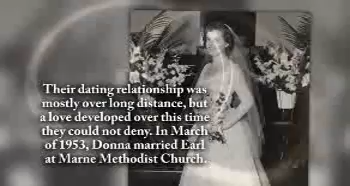 Their dating relationship was
mostly over long distance, but
a love developed over this time
they could not deny. In March
of 1953, Donna married Earl
at Marne Methodist Church.